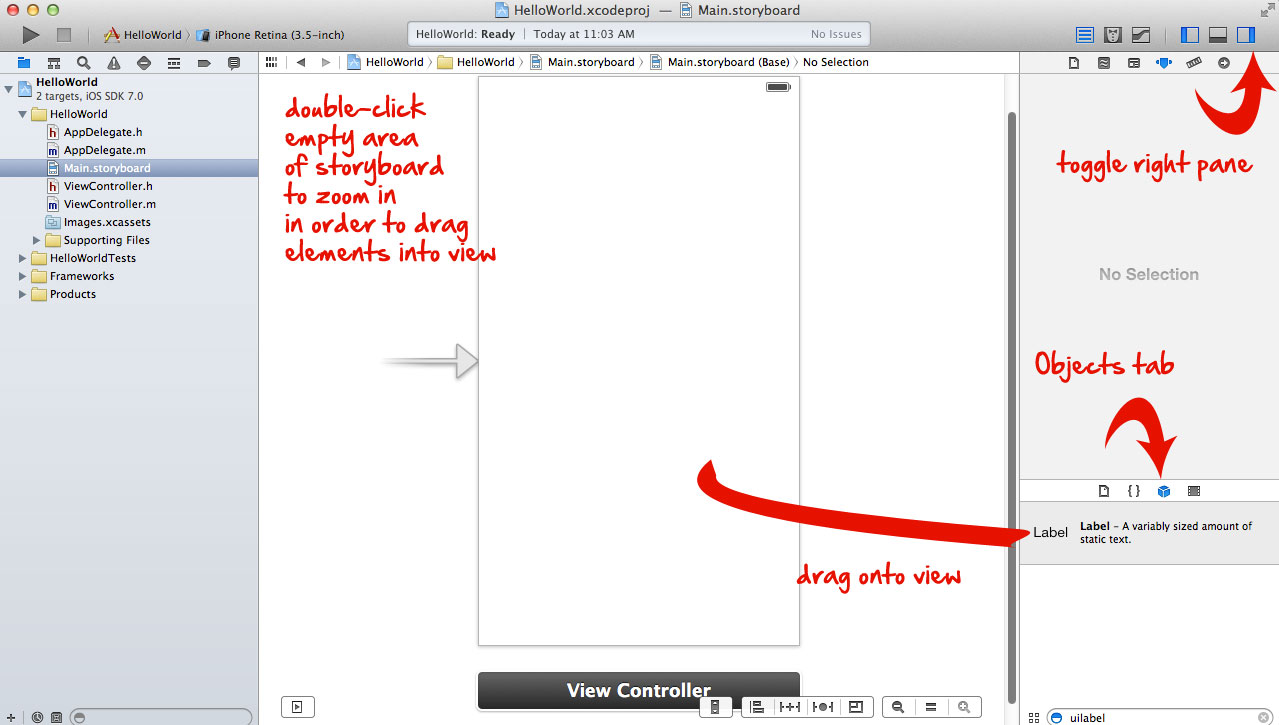 HelloWorld.xcodeproj — Main.storyboard
HelloWorld 〉 iPhone Retina (3.5-inch)
HelloWorld: Ready | Today at 11:03 AM
No Issues
HelloWorld 〉 HelloWorld 〉 Main.storyboard 〉 Main.storyboard (Base) 〉 No Selection
HelloWorld
2 targets, iOS SDK 7.0
HelloWorld
AppDelegate.h
AppDelegate.m
Main.storyboard
ViewController.h
ViewController.m
Images.xcassets
Supporting Files
HelloWorldTests
Frameworks
Products
double-click
empty area
of storyboard
to zoom in
in order to drag
elements into view
View Controller
toggle right pane
No Selection
Objects tab
Label
Label – A variably sized amount of
static text.
drag onto view
uilabel